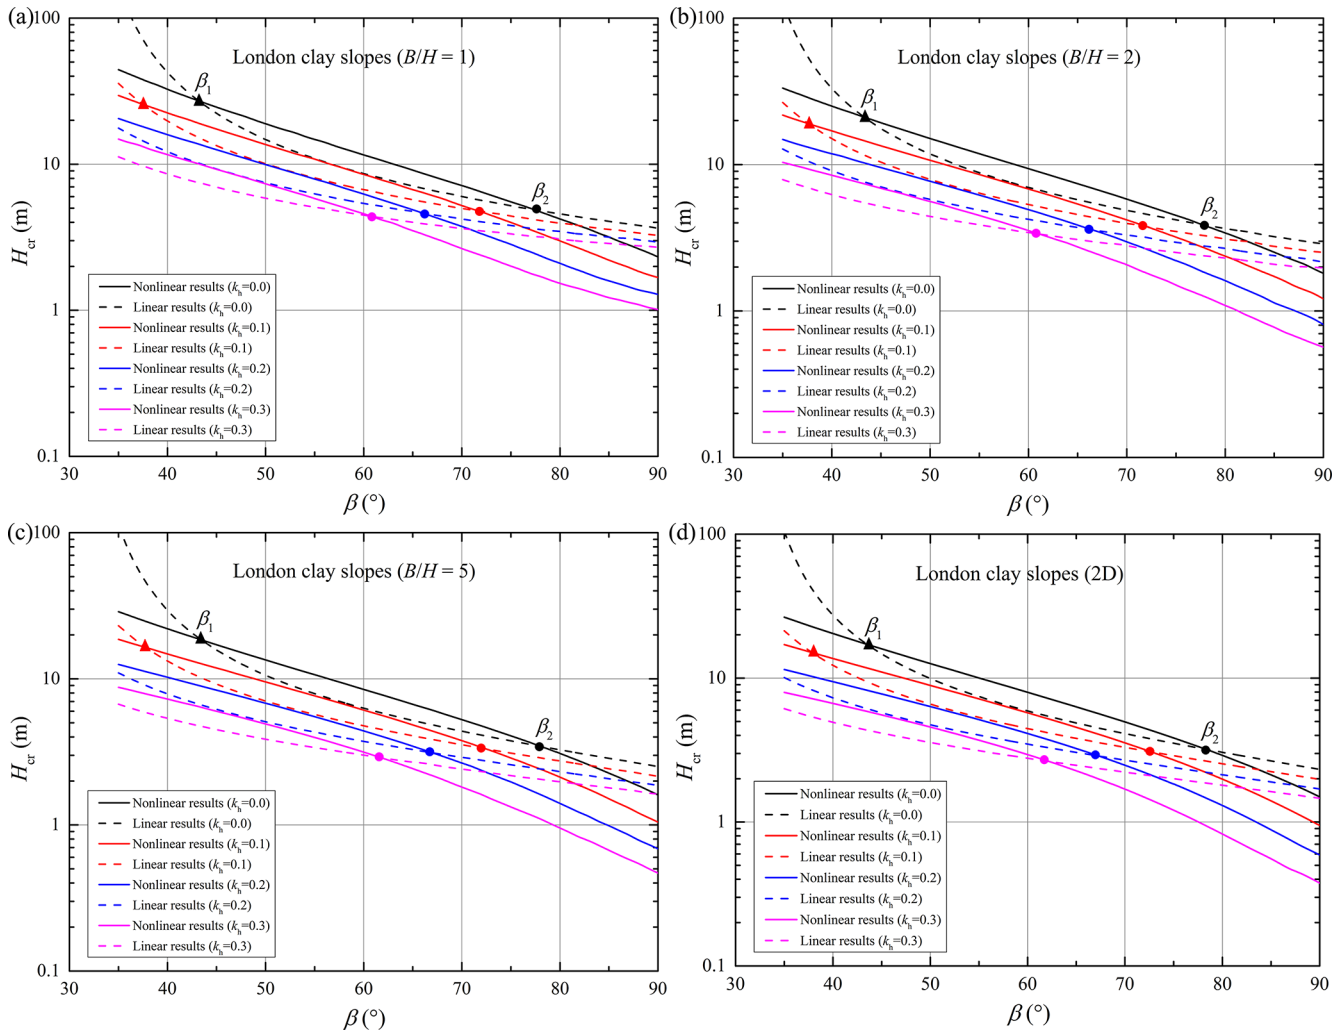 (a)
London clay slopes (B/H = 1)
β1
β2
100
10
1
0.1
Hcr (m)
Nonlinear results (kh=0.0)
Linear results (kh=0.0)
Nonlinear results (kh=0.1)
Linear results (kh=0.1)
Nonlinear results (kh=0.2)
Linear results (kh=0.2)
Nonlinear results (kh=0.3)
Linear results (kh=0.3)
30 40 50 60 70 80 90
β (°)
(b)
London clay slopes (B/H = 2)
β1
β2
100
10
1
0.1
Hcr (m)
Nonlinear results (kh=0.0)
Linear results (kh=0.0)
Nonlinear results (kh=0.1)
Linear results (kh=0.1)
Nonlinear results (kh=0.2)
Linear results (kh=0.2)
Nonlinear results (kh=0.3)
Linear results (kh=0.3)
30 40 50 60 70 80 90
β (°)
(c)
London clay slopes (B/H = 5)
β1
β2
100
10
1
0.1
Hcr (m)
Nonlinear results (kh=0.0)
Linear results (kh=0.0)
Nonlinear results (kh=0.1)
Linear results (kh=0.1)
Nonlinear results (kh=0.2)
Linear results (kh=0.2)
Nonlinear results (kh=0.3)
Linear results (kh=0.3)
30 40 50 60 70 80 90
β (°)
(d)
London clay slopes (2D)
β1
β2
100
10
1
0.1
Hcr (m)
Nonlinear results (kh=0.0)
Linear results (kh=0.0)
Nonlinear results (kh=0.1)
Linear results (kh=0.1)
Nonlinear results (kh=0.2)
Linear results (kh=0.2)
Nonlinear results (kh=0.3)
Linear results (kh=0.3)
30 40 50 60 70 80 90
β (°)